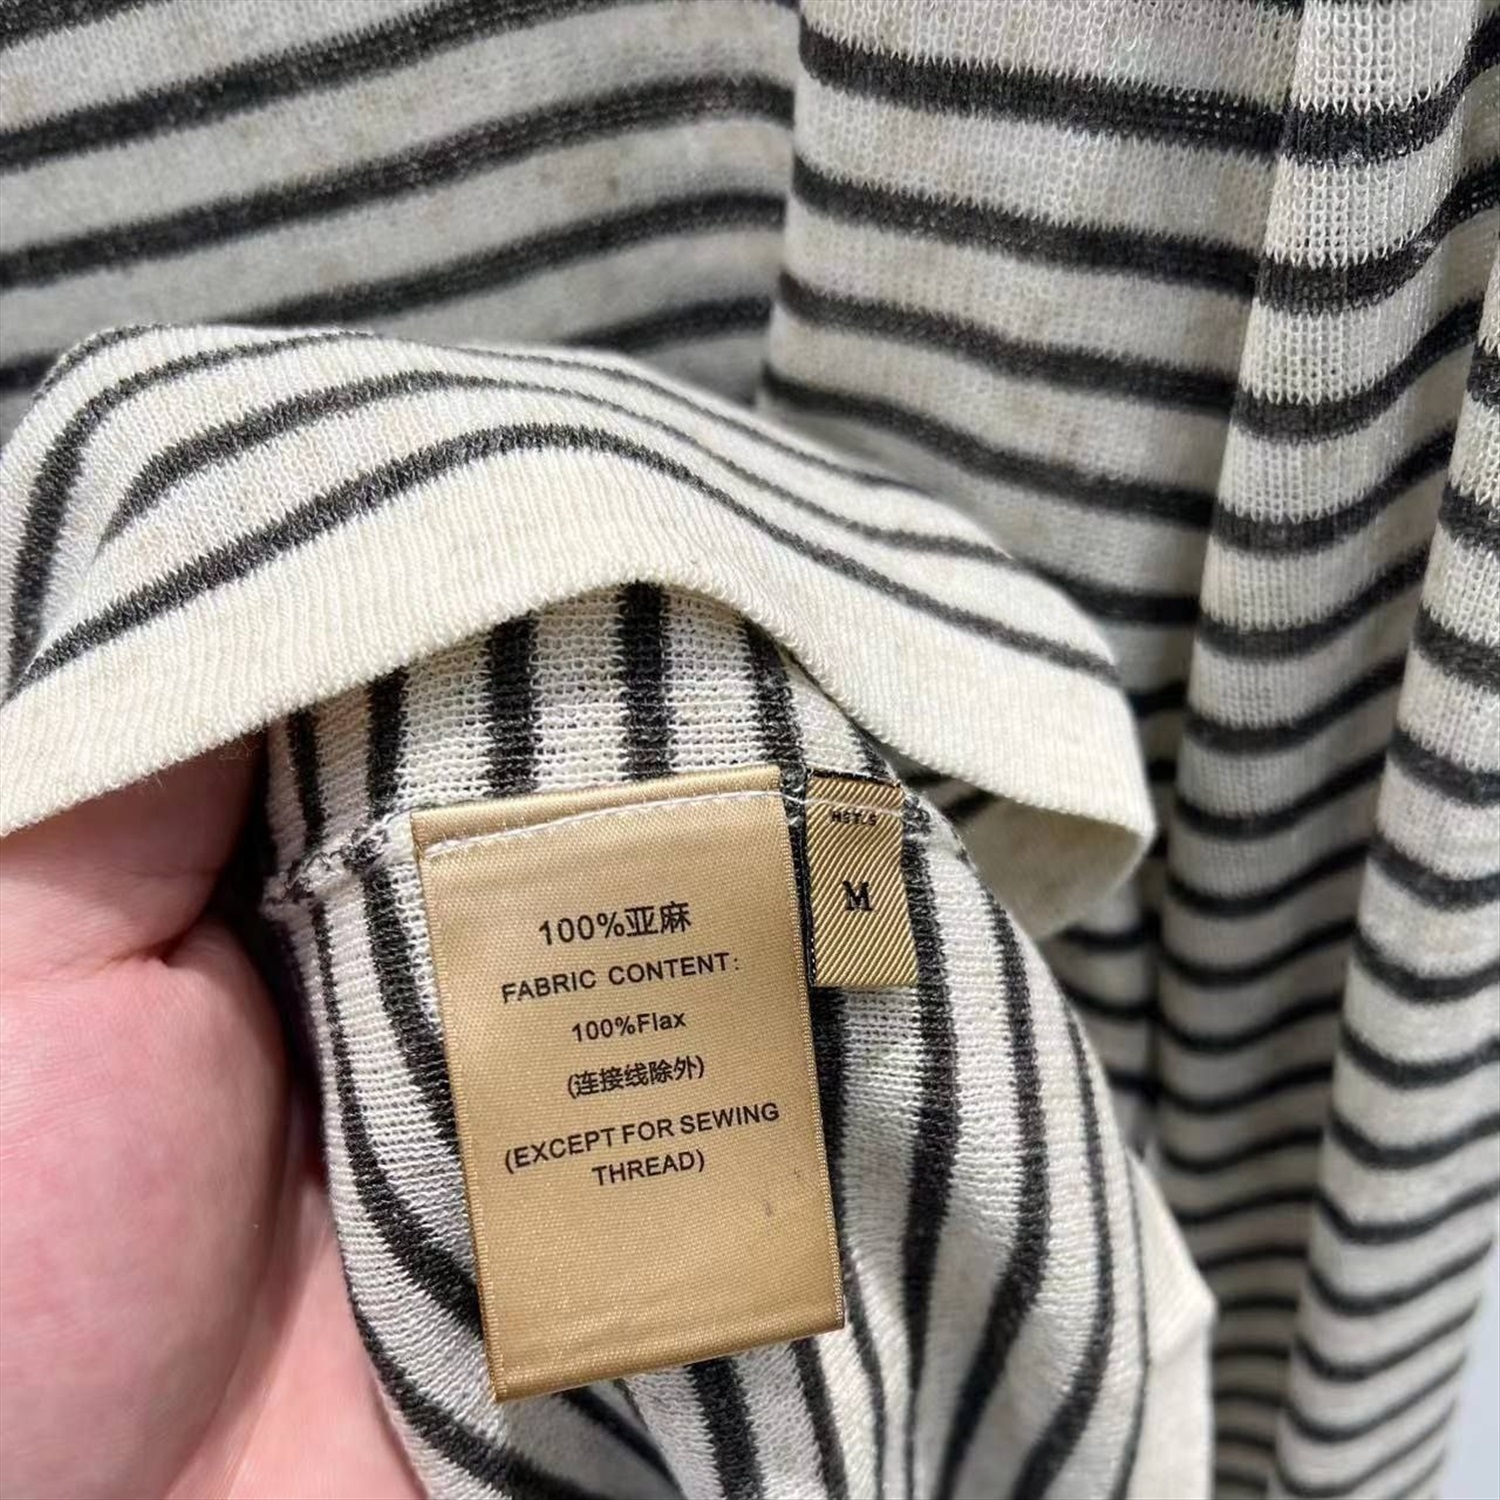 100%亚麻
FABRIC CONTENT:
100%Flax
(连接线除外)
(EXCEPT FOR SEWING
THREAD)
M